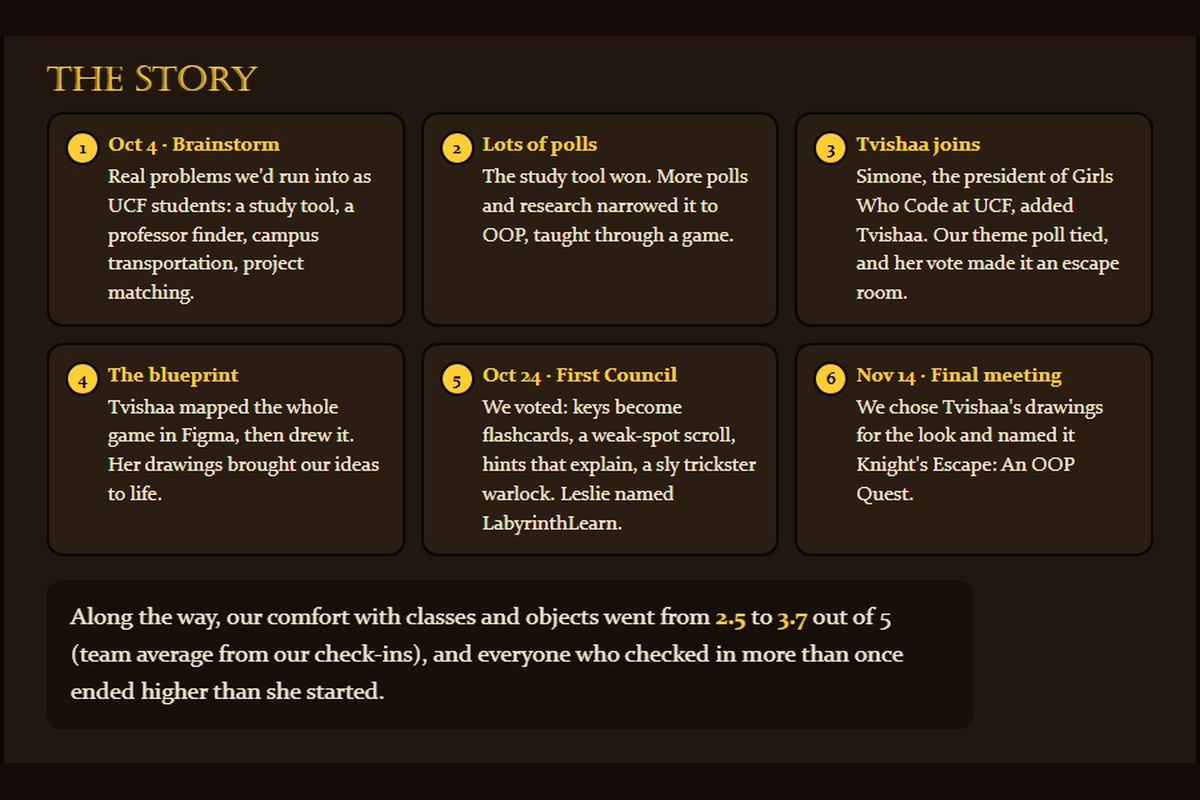 THE STORY
1
Oct 4 · Brainstorm
Real problems we'd run into as
UCF students: a study tool, a
professor finder, campus
transportation, project
matching.
2
Lots of polls
The study tool won. More polls
and research narrowed it to
OOP, taught through a game.
3
Tvishaa joins
Simone, the president of Girls
Who Code at UCF, added
Tvishaa. Our theme poll tied,
and her vote made it an escape
room.
4
The blueprint
Tvishaa mapped the whole
game in Figma, then drew it.
Her drawings brought our ideas
to life.
5
Oct 24 · First Council
We voted: keys become
flashcards, a weak-spot scroll,
hints that explain, a sly trickster
warlock. Leslie named
LabyrinthLearn.
6
Nov 14 · Final meeting
We chose Tvishaa's drawings
for the look and named it
Knight's Escape: An OOP
Quest.
Along the way, our comfort with classes and objects went from 2.5 to 3.7 out of 5
(team average from our check-ins), and everyone who checked in more than once
ended higher than she started.